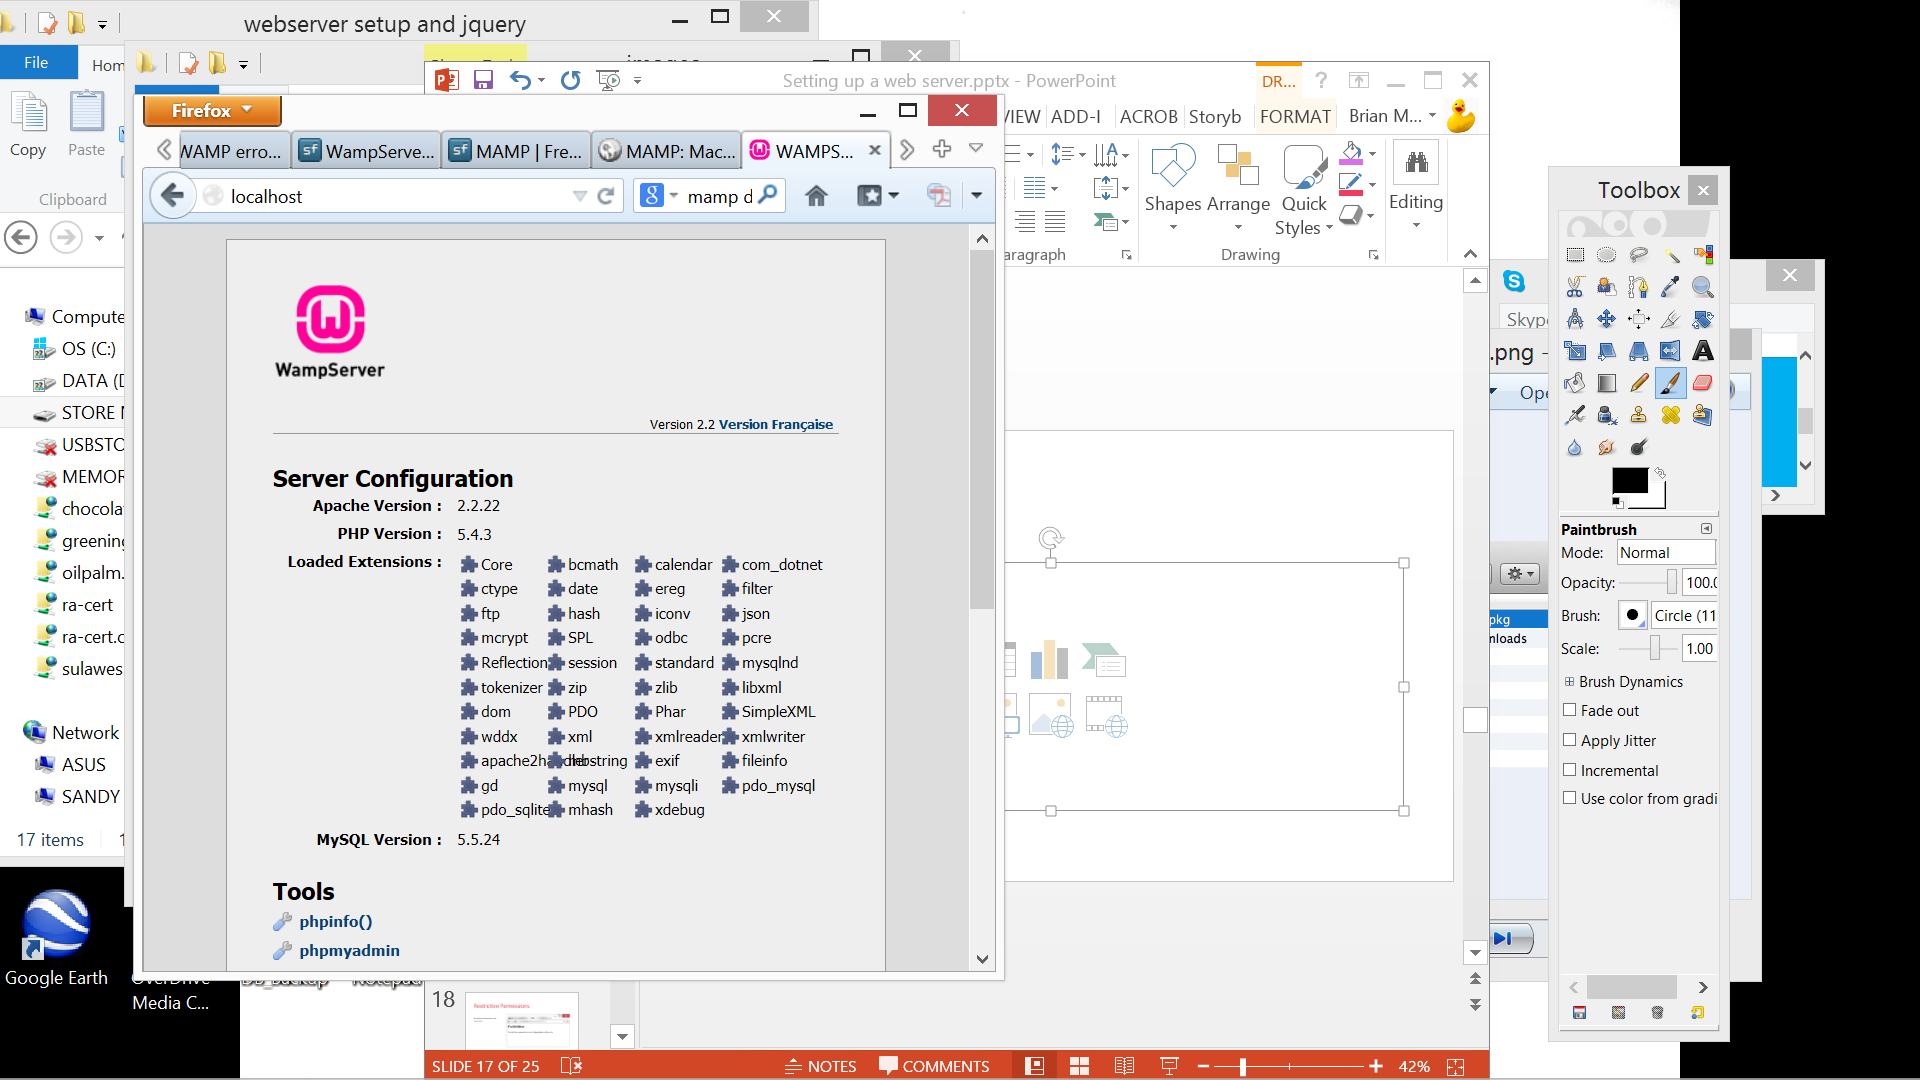 webserver setup and jquery
File
Hom
Copy
Paste
Clipboard
Compute
OS (C:)
DATA (D
STORE N
USBSTO
MEMOR
chocola
greening
oilpalm.
ra-cert
ra-cert.c
sulawes
Network
ASUS
SANDY
17 items
Google Earth
Media C...
Firefox
WAMP erro...
WampServe...
MAMP | Fre...
MAMP: Mac...
WAMPS...
localhost
mamp d
WampServer
Version 2.2 Version Française
Server Configuration
Apache Version : 2.2.22
PHP Version : 5.4.3
Loaded Extensions :
Core bcmath calendar com_dotnet
ctype date ereg filter
ftp hash iconv json
mcrypt SPL odbc pcre
Reflection session standard mysqlnd
tokenizer zip zlib libxml
dom PDO Phar SimpleXML
wddx xml xmlreader xmlwriter
apache2handler mbstring exif fileinfo
gd mysql mysqli pdo_mysql
pdo_sqlite mhash xdebug
MySQL Version : 5.5.24
Tools
phpinfo()
phpmyadmin
Setting up a web server.pptx - PowerPoint
DR...
VIEW
ADD-I
ACROB
Storyb
FORMAT
Brian M...
Shapes
Arrange
Quick
Styles
Editing
aragraph
Drawing
18
Restrictive Permissions
SLIDE 17 OF 25
NOTES
COMMENTS
42%
Skype
.png -
Ope
pkg
nloads
Toolbox
Paintbrush
Mode: Normal
Opacity: 100.0
Brush: Circle (11
Scale: 1.00
Brush Dynamics
Fade out
Apply Jitter
Incremental
Use color from gradi